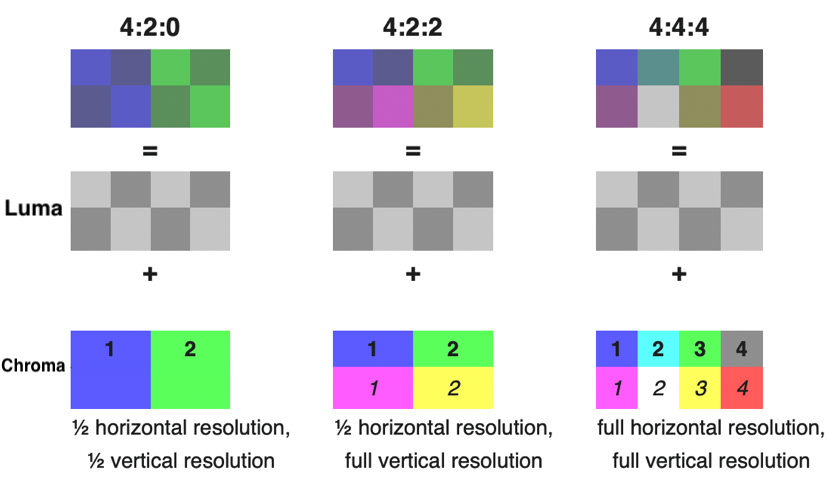 4:2:0 4:2:2 4:4:4
= = =
Luma
+ + +
Chroma
1 2 1 2 1 2 3 4
1 2 1 2 3 4
½ horizontal resolution, ½ horizontal resolution, full horizontal resolution,
½ vertical resolution full vertical resolution full vertical resolution